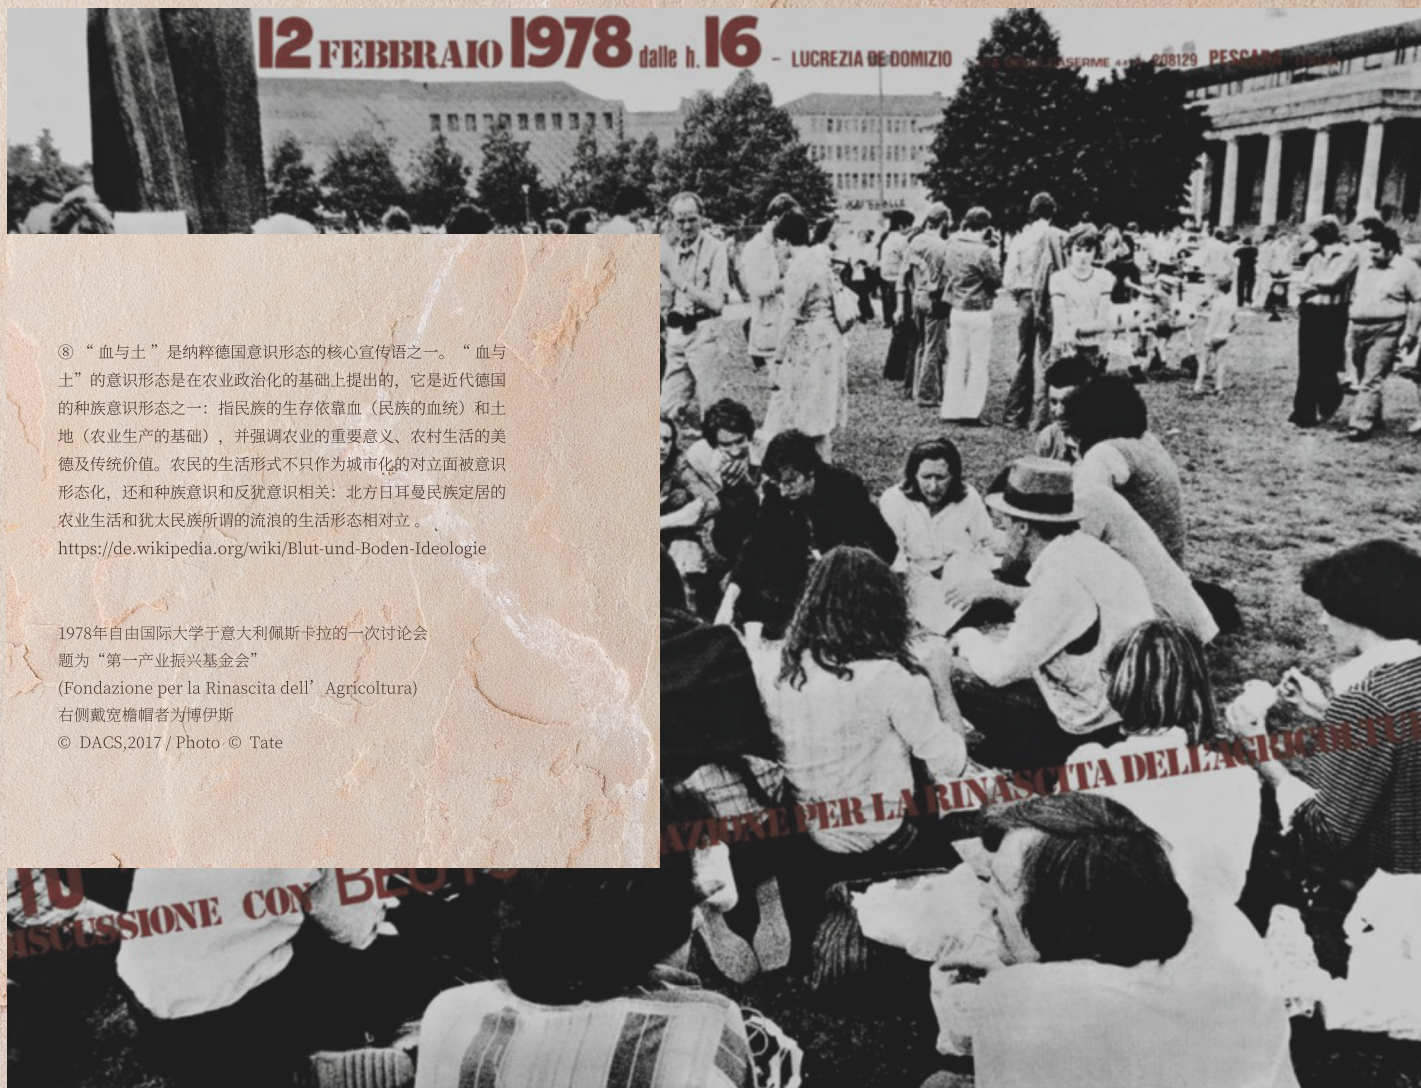 12 FEBBRAIO 1978 dalle h. 16 - LUCREZIA DE DOMIZIO 208129 PESCARA
⑧ “ 血与土 ”是纳粹德国意识形态的核心宣传语之一。“ 血与
土”的意识形态是在农业政治化的基础上提出的，它是近代德国
的种族意识形态之一：指民族的生存依靠血（民族的血统）和土
地（农业生产的基础），并强调农业的重要意义、农村生活的美
德及传统价值。农民的生活形式不只作为城市化的对立面被意识
形态化，还和种族意识和反犹意识相关：北方日耳曼民族定居的
农业生活和犹太民族所谓的流浪的生活形态相对立 。
https://de.wikipedia.org/wiki/Blut-und-Boden-Ideologie
1978年自由国际大学于意大利佩斯卡拉的一次讨论会
题为“第一产业振兴基金会”
(Fondazione per la Rinascita dell’Agricoltura)
右侧戴宽檐帽者为博伊斯
© DACS,2017 / Photo © Tate
AZIONE PER LA RINASCITA DELL'AGRICOLTU
ISCUSSIONE CON BEUYS